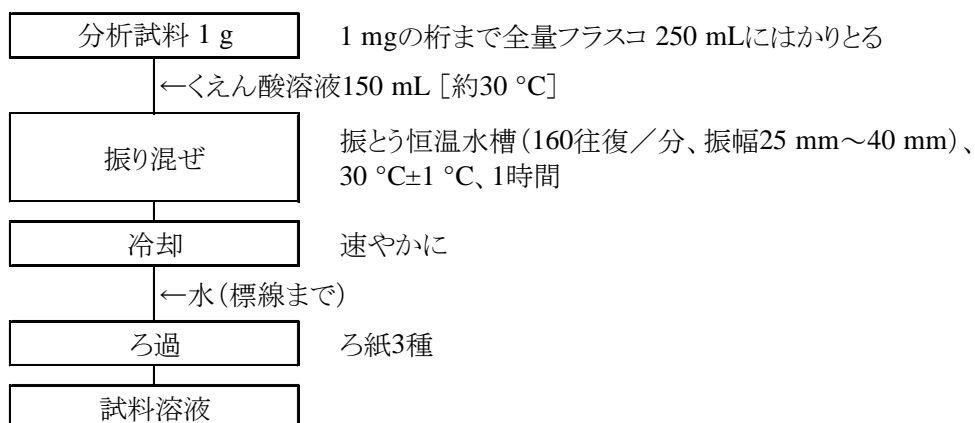 分析試料 1 g
1 mgの桁まで全量フラスコ 250 mLにはかりとる
←くえん酸溶液150 mL［約30 °C］
振り混ぜ
振とう恒温水槽（160往復／分、振幅25 mm～40 mm）、
30 °C±1 °C、1時間
冷却
速やかに
←水（標線まで）
ろ過
ろ紙3種
試料溶液